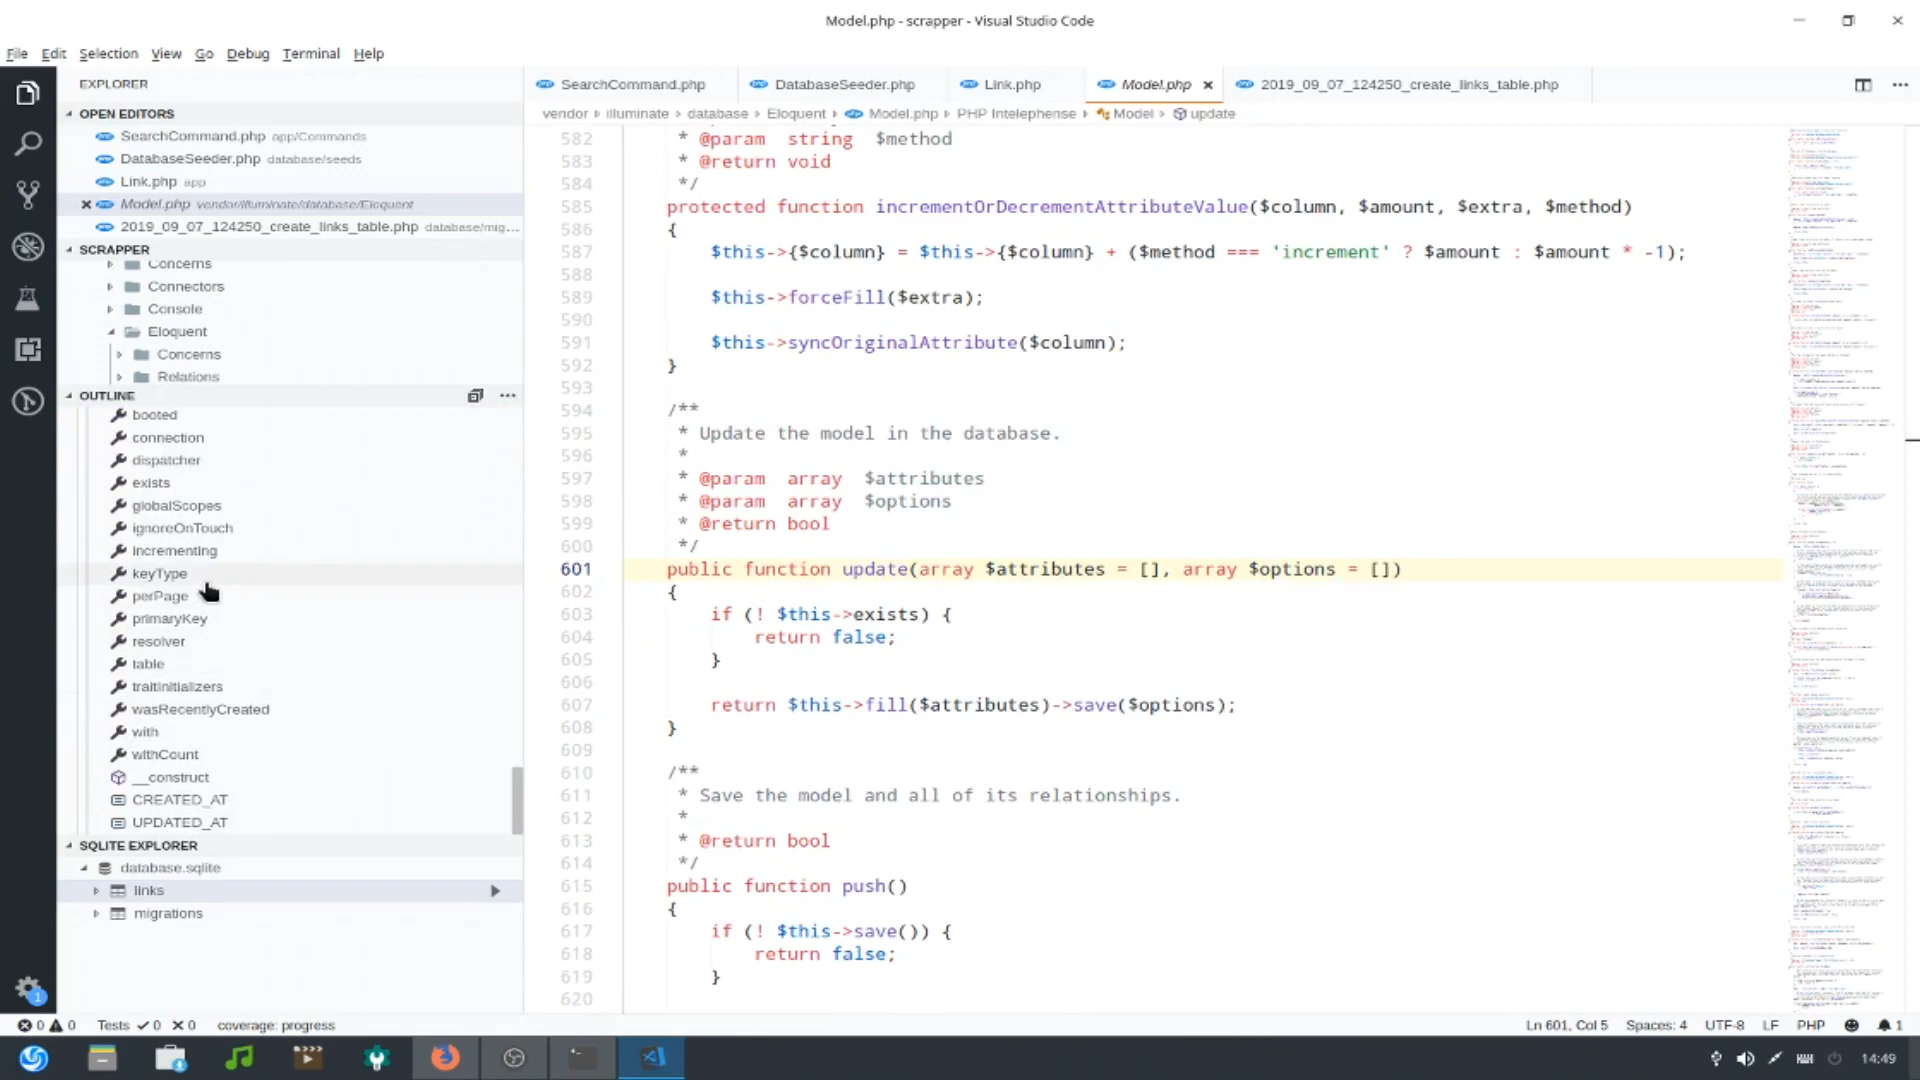 Model.php - scrapper - Visual Studio Code
File Edit Selection View Go Debug Terminal Help
EXPLORER
OPEN EDITORS
SearchCommand.php app/Commands
DatabaseSeeder.php database/seeds
Link.php app
Model.php vendor/illuminate/database/Eloquent
2019_09_07_124250_create_links_table.php database/mig...
SCRAPPER
Concerns
Connectors
Console
Eloquent
Concerns
Relations
OUTLINE
booted
connection
dispatcher
exists
globalScopes
ignoreOnTouch
incrementing
keyType
perPage
primaryKey
resolver
table
traitInitializers
wasRecentlyCreated
with
withCount
__construct
CREATED_AT
UPDATED_AT
SQLITE EXPLORER
database.sqlite
links
migrations
SearchCommand.php DatabaseSeeder.php Link.php Model.php 2019_09_07_124250_create_links_table.php
vendor illuminate database Eloquent Model.php PHP Intelephense Model update
582 * @param string $method
583 * @return void
584 */
585 protected function incrementOrDecrementAttributeValue($column, $amount, $extra, $method)
586 {
587 $this->{$column} = $this->{$column} + ($method === 'increment' ? $amount : $amount * -1);
588
589 $this->forceFill($extra);
590
591 $this->syncOriginalAttribute($column);
592 }
593
594 /**
595 * Update the model in the database.
596 *
597 * @param array $attributes
598 * @param array $options
599 * @return bool
600 */
601 public function update(array $attributes = [], array $options = [])
602 {
603 if (! $this->exists) {
604 return false;
605 }
606
607 return $this->fill($attributes)->save($options);
608 }
609
610 /**
611 * Save the model and all of its relationships.
612 *
613 * @return bool
614 */
615 public function push()
616 {
617 if (! $this->save()) {
618 return false;
619 }
620
1
0 0 Tests 0 0 coverage: progress Ln 601, Col 5 Spaces: 4 UTF-8 LF PHP 1
14:49